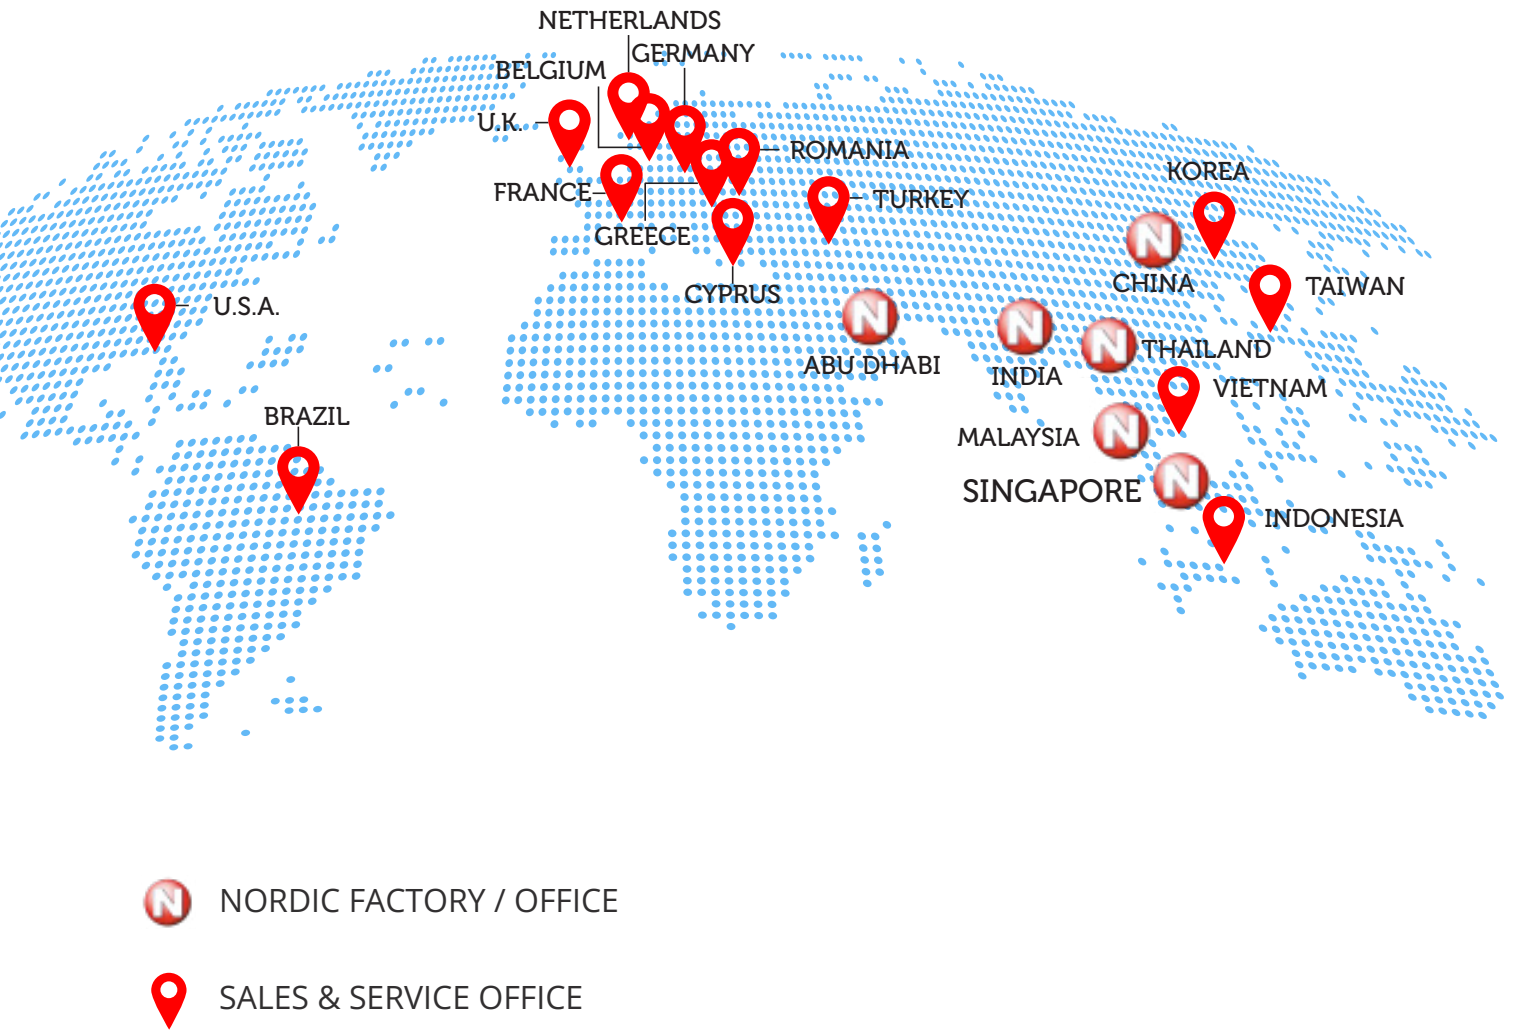 NETHERLANDS
GERMANY
BELGIUM
U.K.
ROMANIA
KOREA
FRANCE
TURKEY
GREECE
N
CHINA
CYPRUS
TAIWAN
U.S.A.
N
N
N
THAILAND
ABU DHABI
INDIA
VIETNAM
BRAZIL
MALAYSIA
N
SINGAPORE
N
INDONESIA
N NORDIC FACTORY / OFFICE
SALES & SERVICE OFFICE